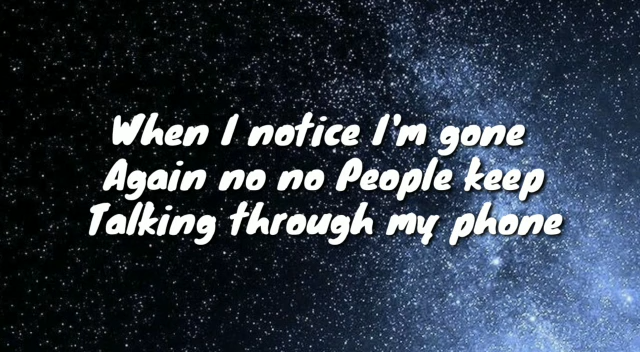 When I notice I'm gone
Again no no People keep
Talking through my phone